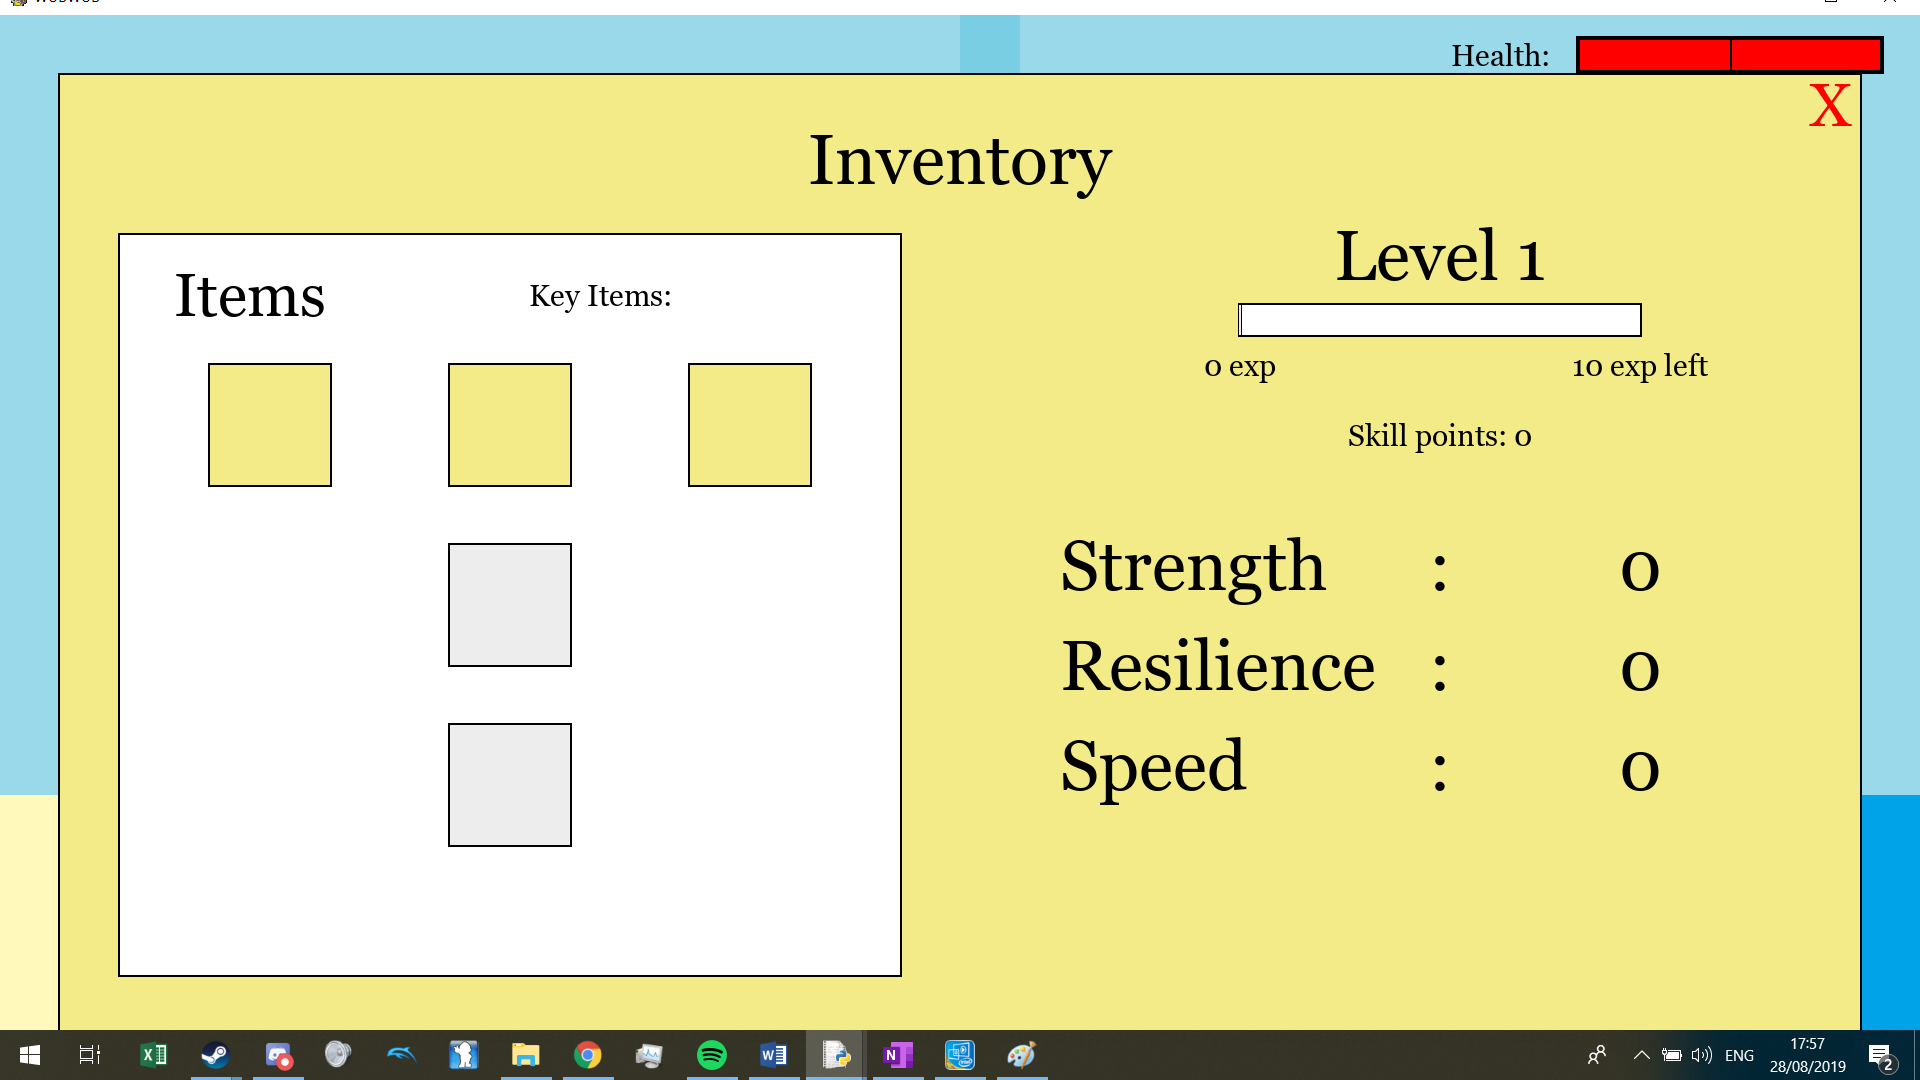 Health:
X
Inventory
Level 1
Items
Key Items:
0 exp
10 exp left
Skill points: 0
Strength : 0
Resilience : 0
Speed : 0
ENG
17:57
28/08/2019
2